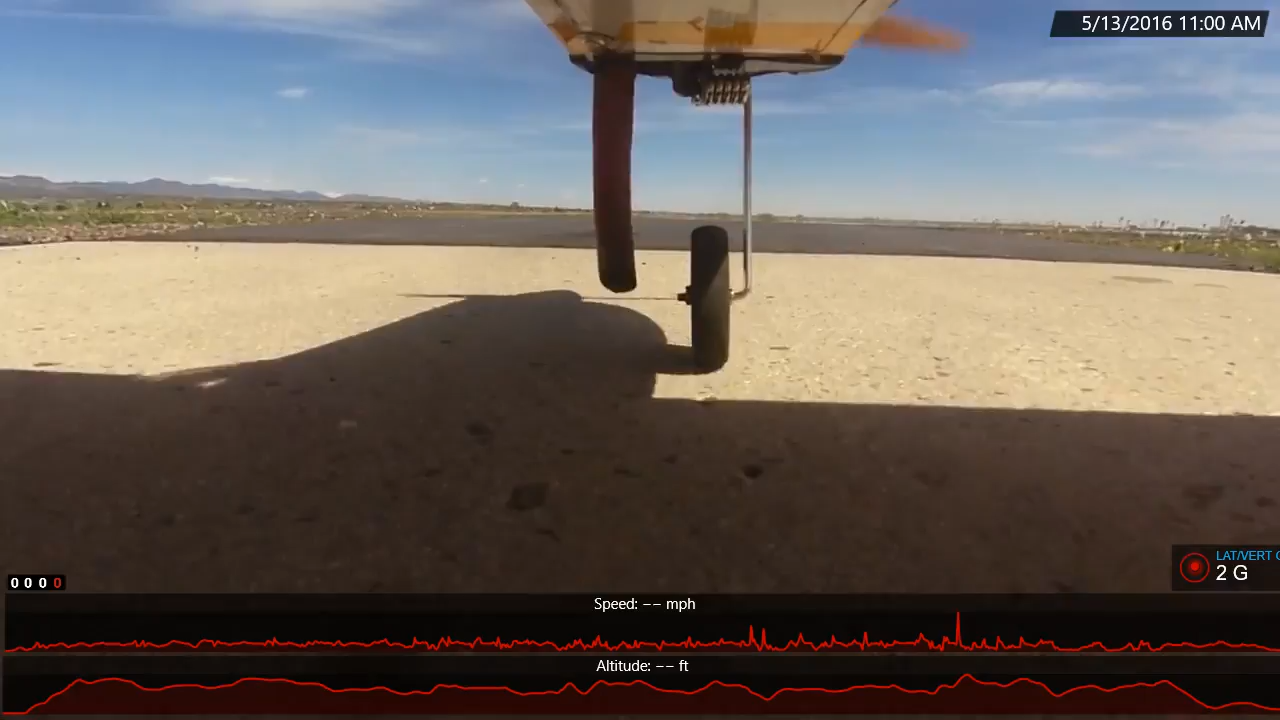 5/13/2016 11:00 AM
LAT/VERT
2 G
0 0 0 0
Speed: -- mph
Altitude: -- ft